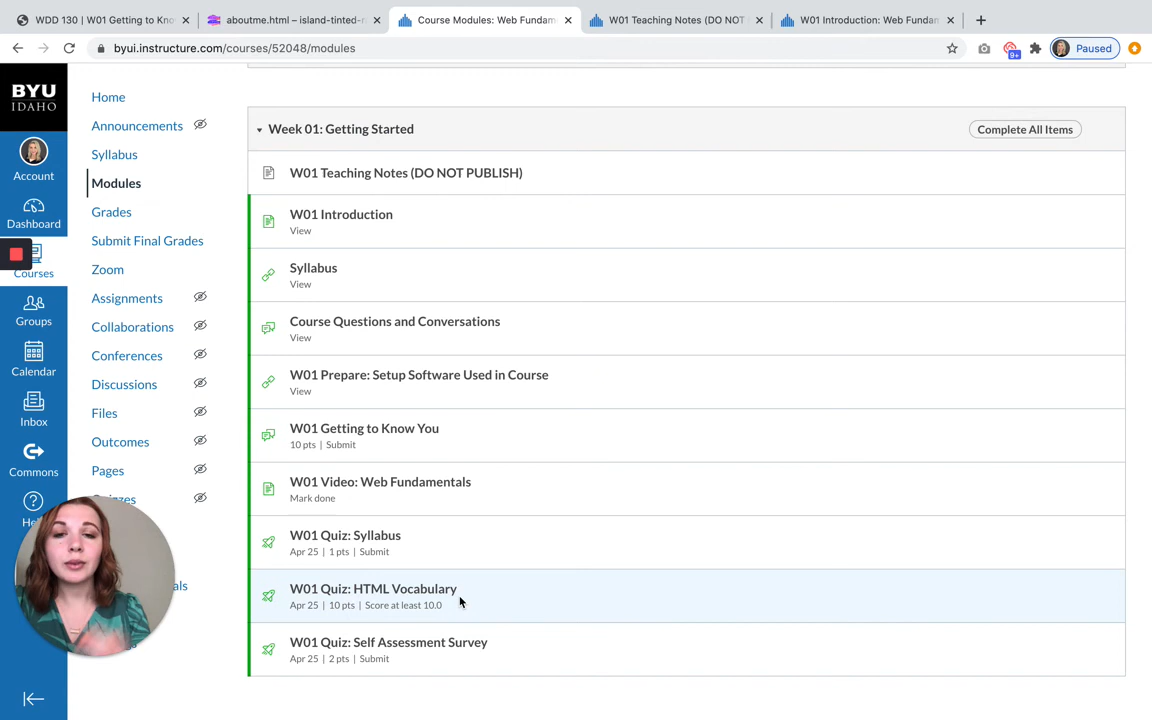 WDD 130 | W01 Getting to Kno
aboutme.html – island-tinted-r
Course Modules: Web Fundam
W01 Teaching Notes (DO NOT
W01 Introduction: Web Fundan
byui.instructure.com/courses/52048/modules
9+
Paused
BYU
IDAHO
Account
Dashboard
Courses
Groups
Calendar
Inbox
Commons
Home
Announcements
Syllabus
Modules
Grades
Submit Final Grades
Zoom
Assignments
Collaborations
Conferences
Discussions
Files
Outcomes
Pages
Quizzes
Week 01: Getting Started
Complete All Items
W01 Teaching Notes (DO NOT PUBLISH)
W01 Introduction
View
Syllabus
View
Course Questions and Conversations
View
W01 Prepare: Setup Software Used in Course
View
W01 Getting to Know You
10 pts | Submit
W01 Video: Web Fundamentals
Mark done
W01 Quiz: Syllabus
Apr 25 | 1 pts | Submit
W01 Quiz: HTML Vocabulary
Apr 25 | 10 pts | Score at least 10.0
W01 Quiz: Self Assessment Survey
Apr 25 | 2 pts | Submit